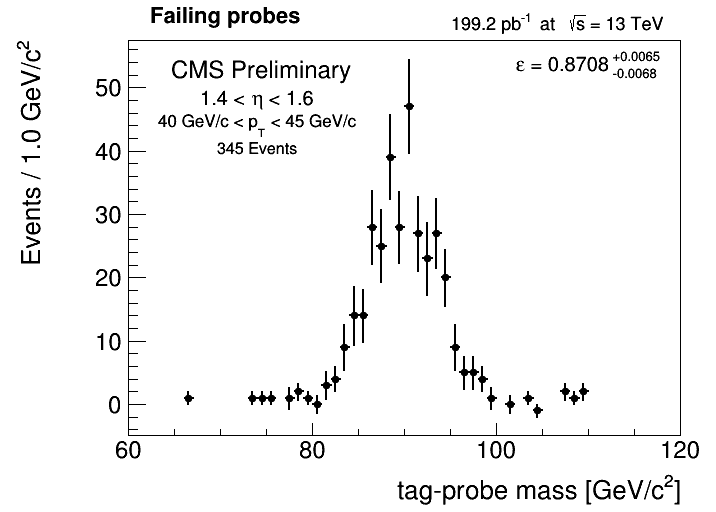 Failing probes
199.2 pb⁻¹ at √s = 13 TeV
CMS Preliminary
1.4 < η < 1.6
40 GeV/c < p_T < 45 GeV/c
345 Events
ε = 0.8708 +0.0065 -0.0068
Events / 1.0 GeV/c²
50
40
30
20
10
0
60 80 100 120
tag-probe mass [GeV/c²]